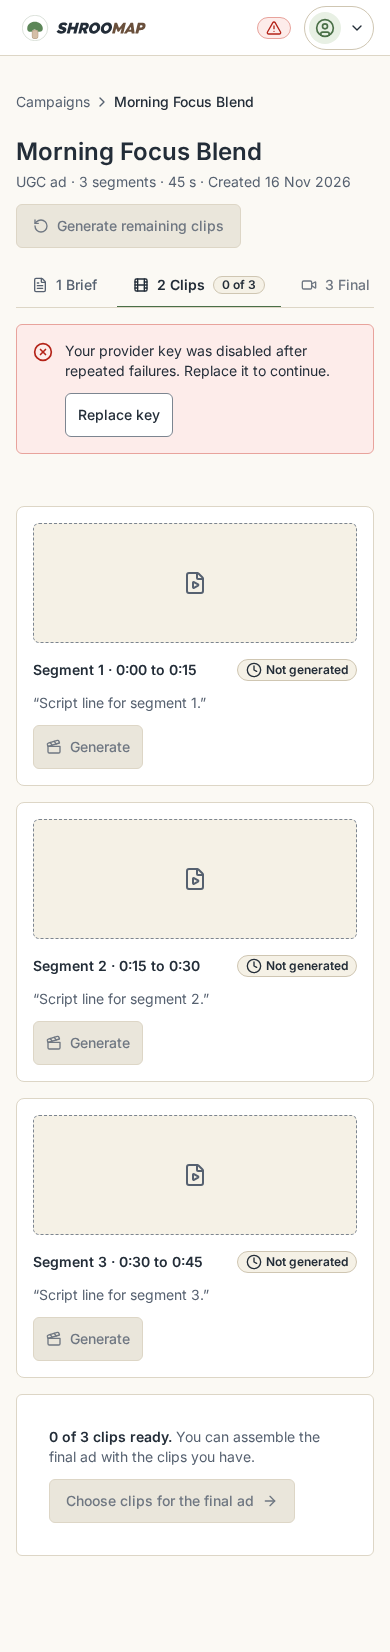 SHROOMAP
Campaigns > Morning Focus Blend
Morning Focus Blend
UGC ad · 3 segments · 45 s · Created 16 Nov 2026
Generate remaining clips
1 Brief
2 Clips
0 of 3
3 Final
Your provider key was disabled after
repeated failures. Replace it to continue.
Replace key
Segment 1 · 0:00 to 0:15
Not generated
“Script line for segment 1.”
Generate
Segment 2 · 0:15 to 0:30
Not generated
“Script line for segment 2.”
Generate
Segment 3 · 0:30 to 0:45
Not generated
“Script line for segment 3.”
Generate
0 of 3 clips ready. You can assemble the
final ad with the clips you have.
Choose clips for the final ad →